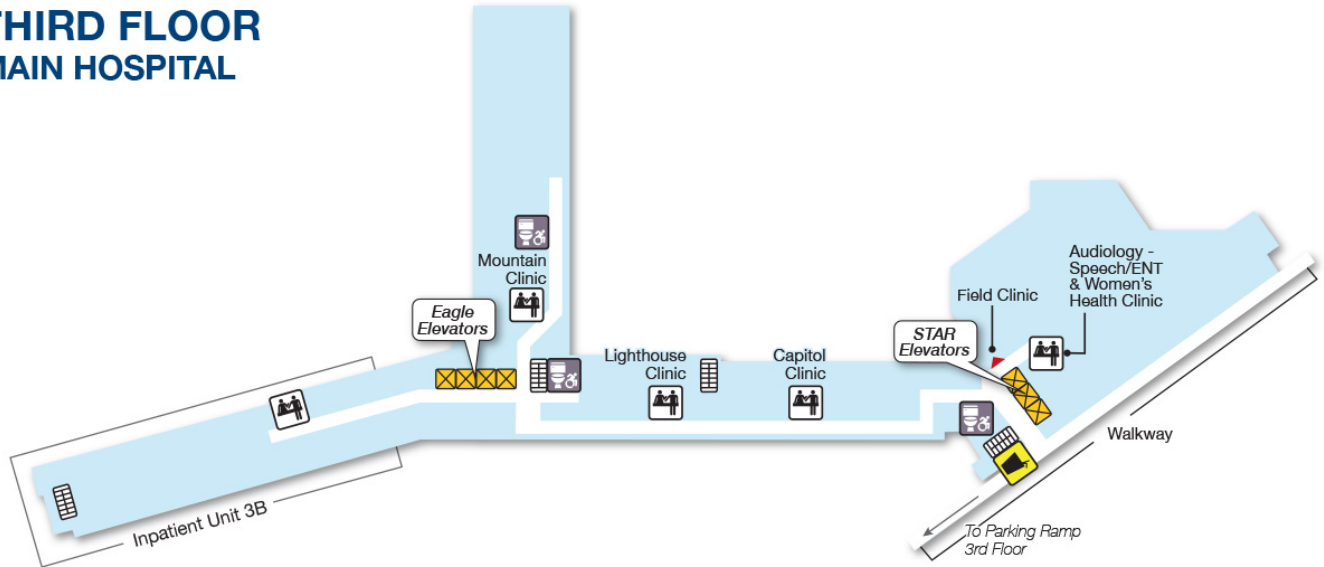 THIRD FLOOR
MAIN HOSPITAL
Mountain
Clinic
Eagle
Elevators
Lighthouse
Clinic
Capitol
Clinic
STAR
Elevators
Field Clinic
Audiology -
Speech/ENT
& Women's
Health Clinic
Walkway
To Parking Ramp
3rd Floor
Inpatient Unit 3B